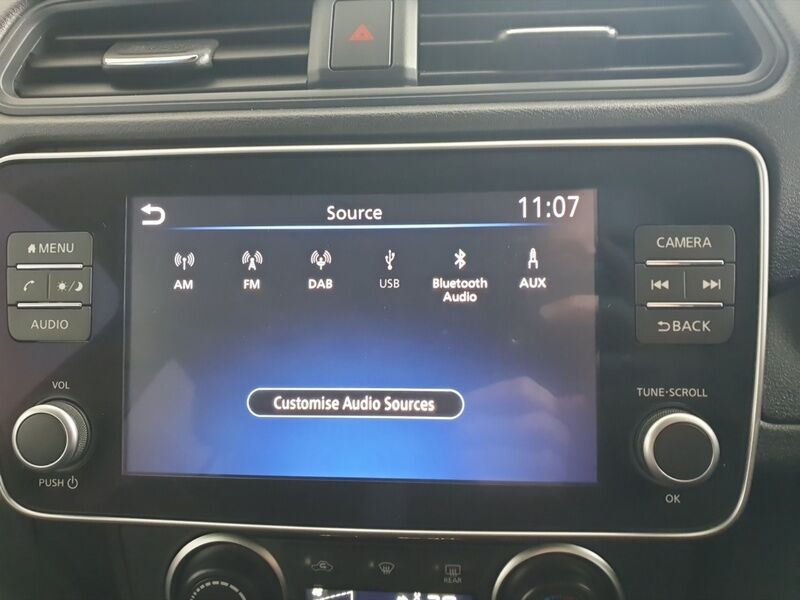 Source
11:07
AM
FM
DAB
USB
Bluetooth
Audio
AUX
Customise Audio Sources
MENU
AUDIO
VOL
PUSH
CAMERA
BACK
TUNE·SCROLL
OK
REAR